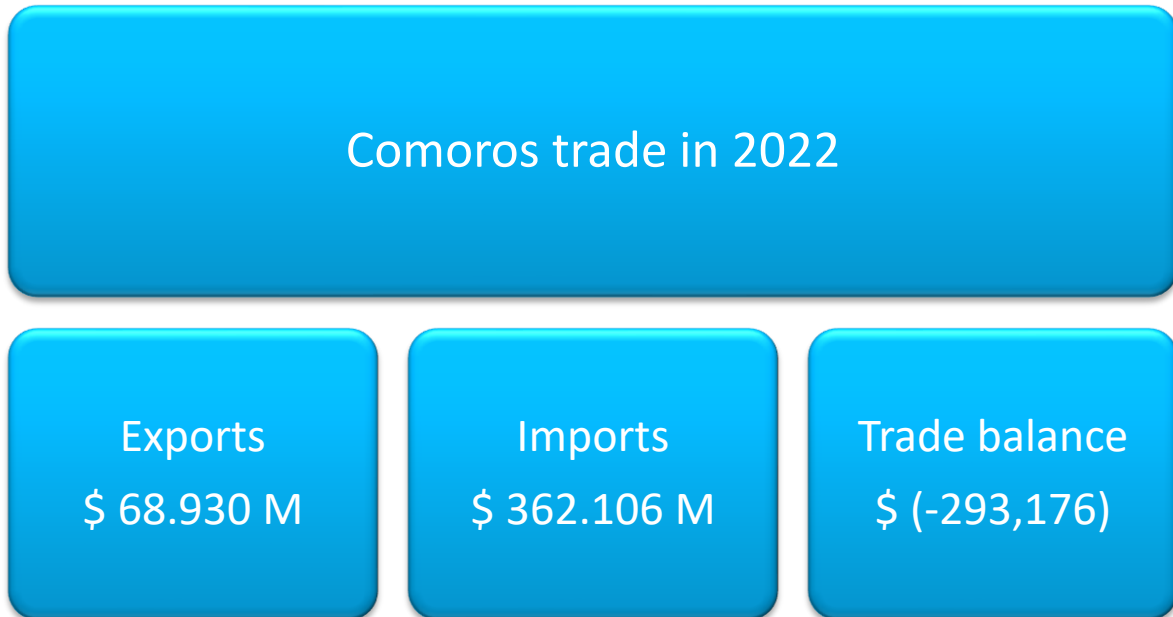 Comoros trade in 2022
Exports
$ 68.930 M
Imports
$ 362.106 M
Trade balance
$ (-293,176)